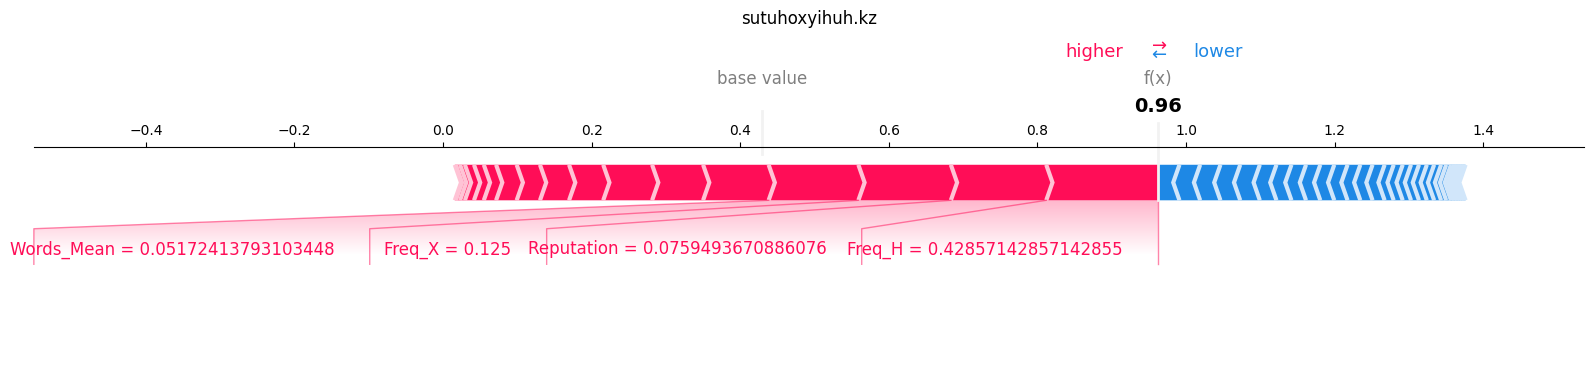 sutuhoxyihuh.kz
higher ⇄ lower
base value f(x)
0.96
−0.4 −0.2 0.0 0.2 0.4 0.6 0.8 1.0 1.2 1.4
Words_Mean = 0.05172413793103448 Freq_X = 0.125 Reputation = 0.0759493670886076 Freq_H = 0.42857142857142855